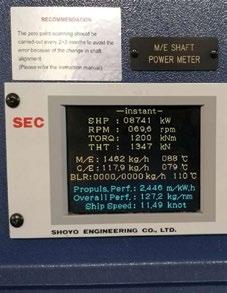 RECOMMENDATION
The zero point scanning should be
carried out every 2~3 months to avoid the
error because of the change in shaft
alignment
(Please refer the instruction manual)
M/E SHAFT
POWER METER
SEC
—Instant—
SHP : 08741 kW
RPM : 069,6 rpm
TORQ: 1200 kNm
THT : 1347 kN
M/E: 1462 kg/h 088 ℃
G/E: 117,9 kg/h 079 ℃
BLR:0000/0000 kg/h 110℃
Propuls. Perf.: 2,446 m/kW,h
Overall Perf.: 127,2 kg/nm
Ship Speed: 11,49 knot
SHOYO ENGINEERING CO., LTD.